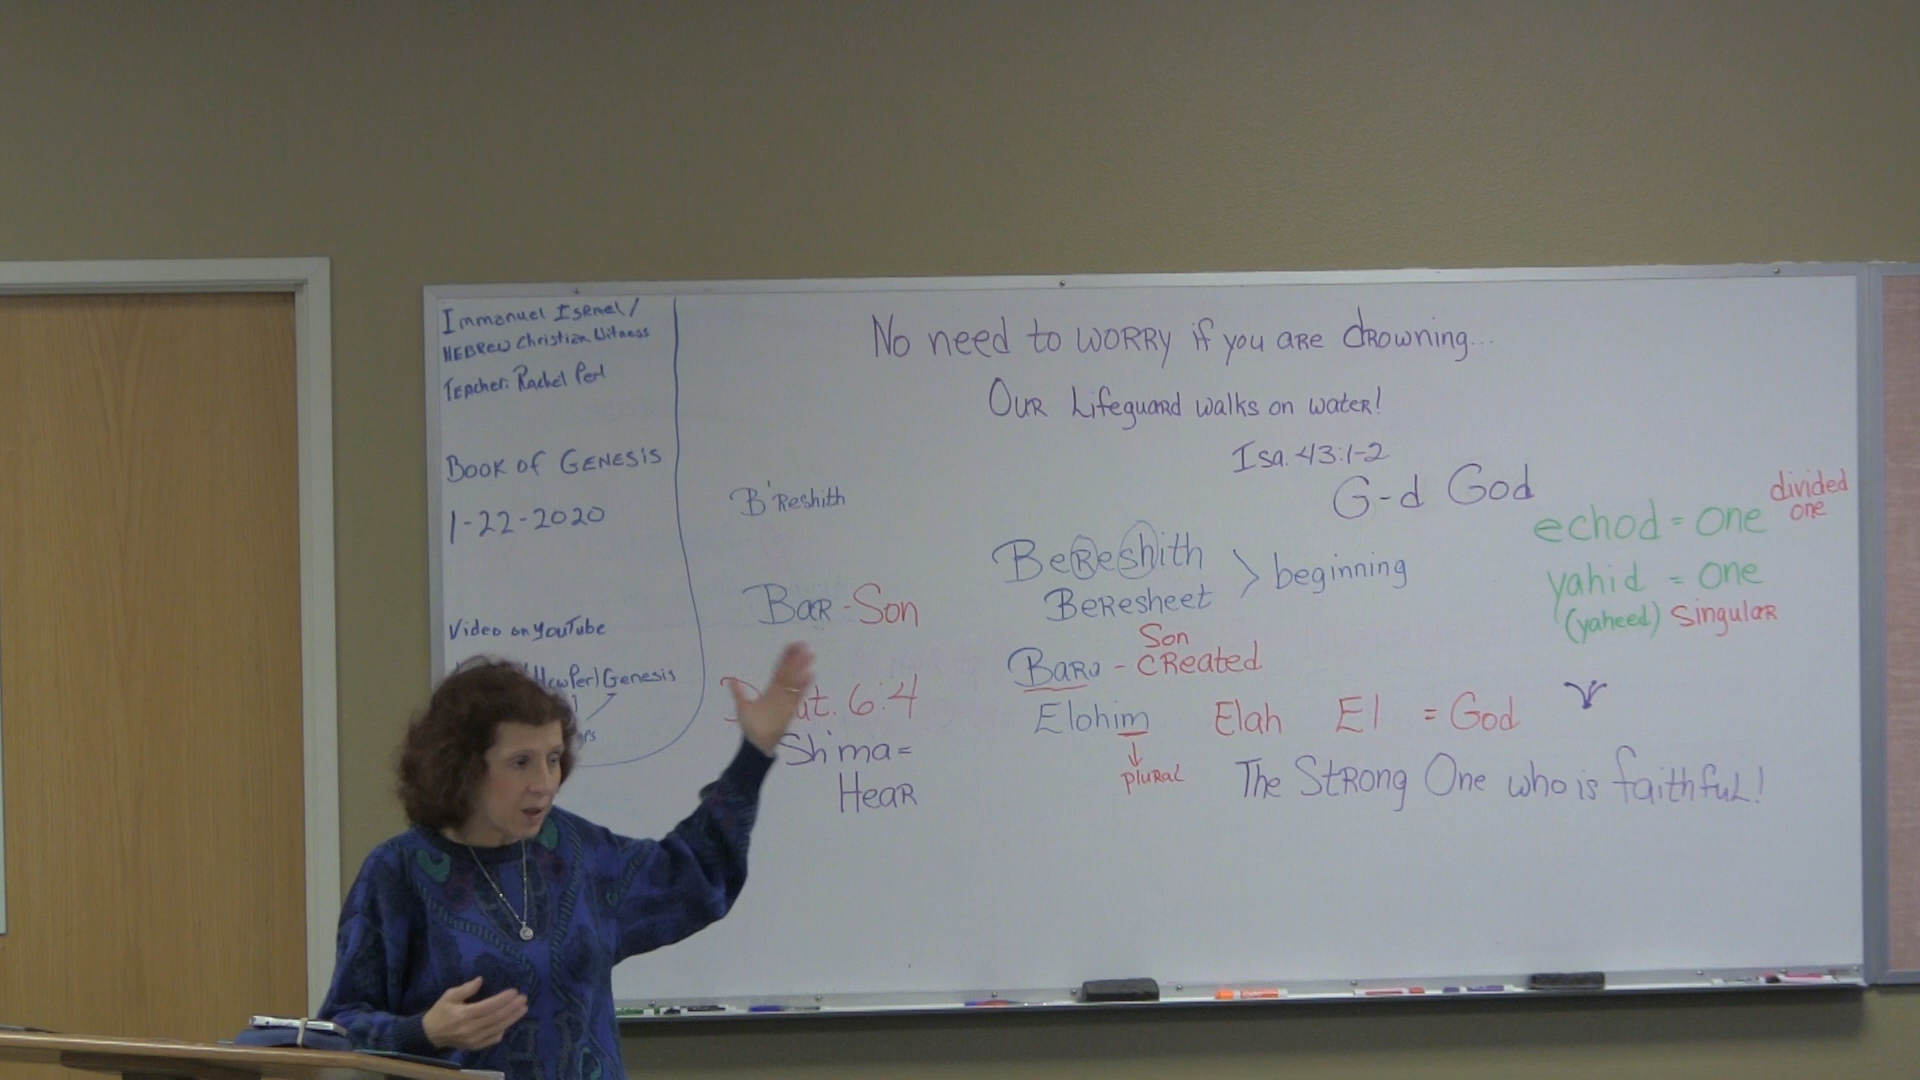 Immanuel Israel/
Hebrew Christian Witness
Teacher: Rachel Perl
Book of Genesis
1-22-2020
Video on YouTube
Genesis
No need to worry if you are drowning...
Our Lifeguard walks on water!
Isa. 43:1-2
G-d God
B'Reshith
BeReshith
Beresheet > beginning
Bar - Son
Son
Bara - Created
Elohim Elah El = God
plural
The Strong One who is faithful!
6:4
Sh'ma =
Hear
echod = one divided one
yahid = one
(yaheed) Singular